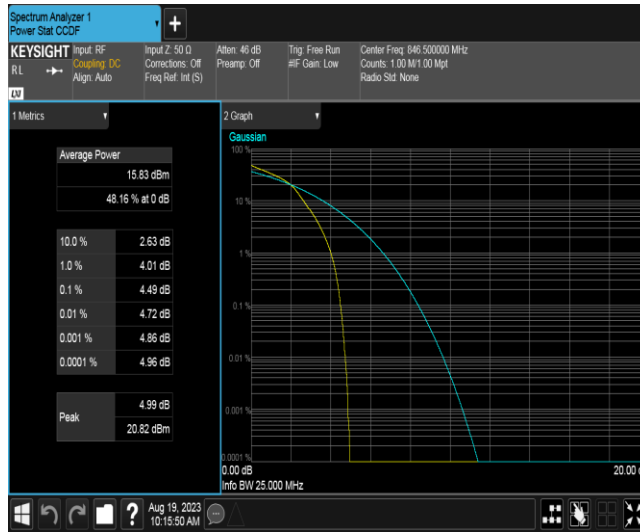 Spectrum Analyzer 1
Power Stat CCDF
+
KEYSIGHT
RL
LXI
Input: RF
Coupling: DC
Align: Auto
Input Z: 50 Ω
Corrections: Off
Freq Ref: Int (S)
Atten: 46 dB
Preamp: Off
Trig: Free Run
#IF Gain: Low
Center Freq: 846.500000 MHz
Counts: 1.00 M/1.00 Mpt
Radio Std: None
1 Metrics
Average Power
15.83 dBm
48.16 % at 0 dB
10.0 % 2.63 dB
1.0 % 4.01 dB
0.1 % 4.49 dB
0.01 % 4.72 dB
0.001 % 4.86 dB
0.0001 % 4.96 dB
Peak
4.99 dB
20.82 dBm
2 Graph
Gaussian
100 %
10 %
1 %
0.1 %
0.01 %
0.001 %
0.0001 %
0.00 dB
20.00
Info BW 25.000 MHz
?
Aug 19, 2023
10:15:50 AM